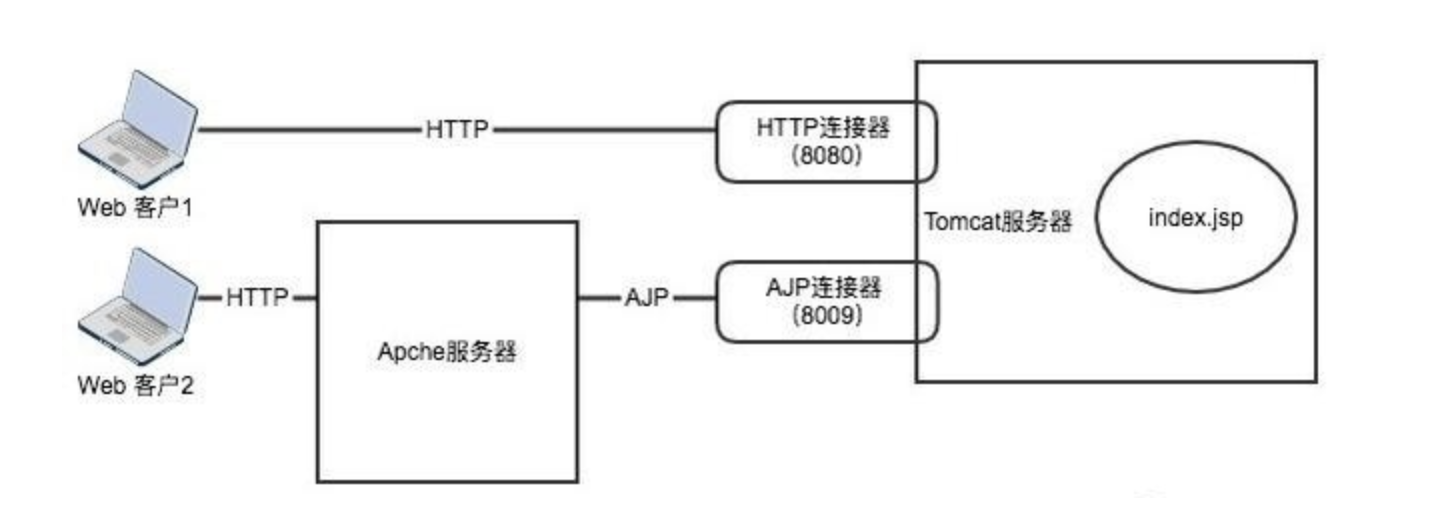 HTTP
HTTP连接器
(8080)
Web 客户1
Tomcat服务器
index.jsp
HTTP
AJP
AJP连接器
(8009)
Apche服务器
Web 客户2